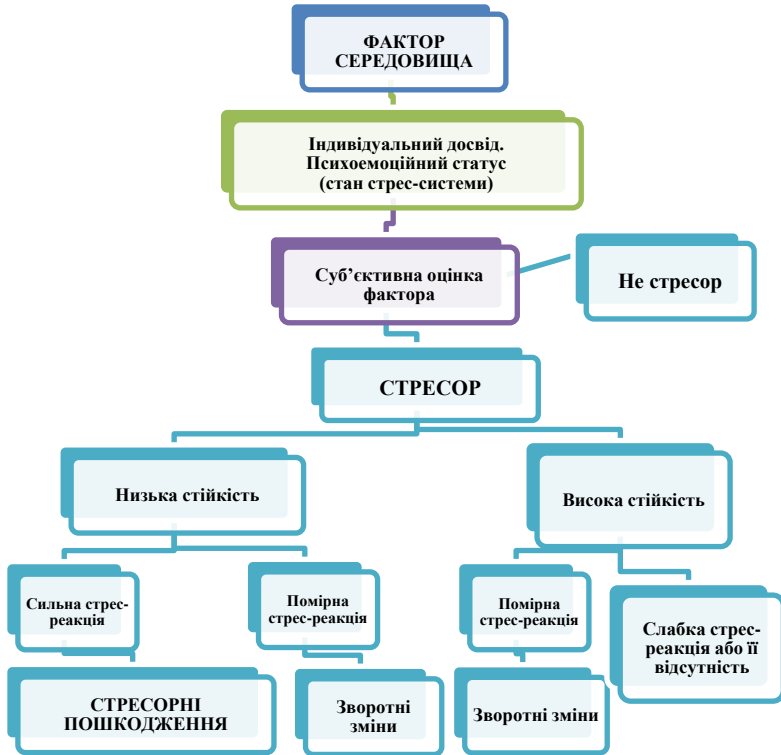 ФАКТОР
СЕРЕДОВИЩА
Індивідуальний досвід.
Психоемоційний статус
(стан стрес-системи)
Суб’єктивна оцінка
фактора
Не стресор
СТРЕСОР
Низька стійкість
Висока стійкість
Сильна стрес-
реакція
Помірна
стрес-реакція
Помірна
стрес-реакція
Слабка стрес-
реакція або її
відсутність
СТРЕСОРНІ
ПОШКОДЖЕННЯ
Зворотні
зміни
Зворотні зміни